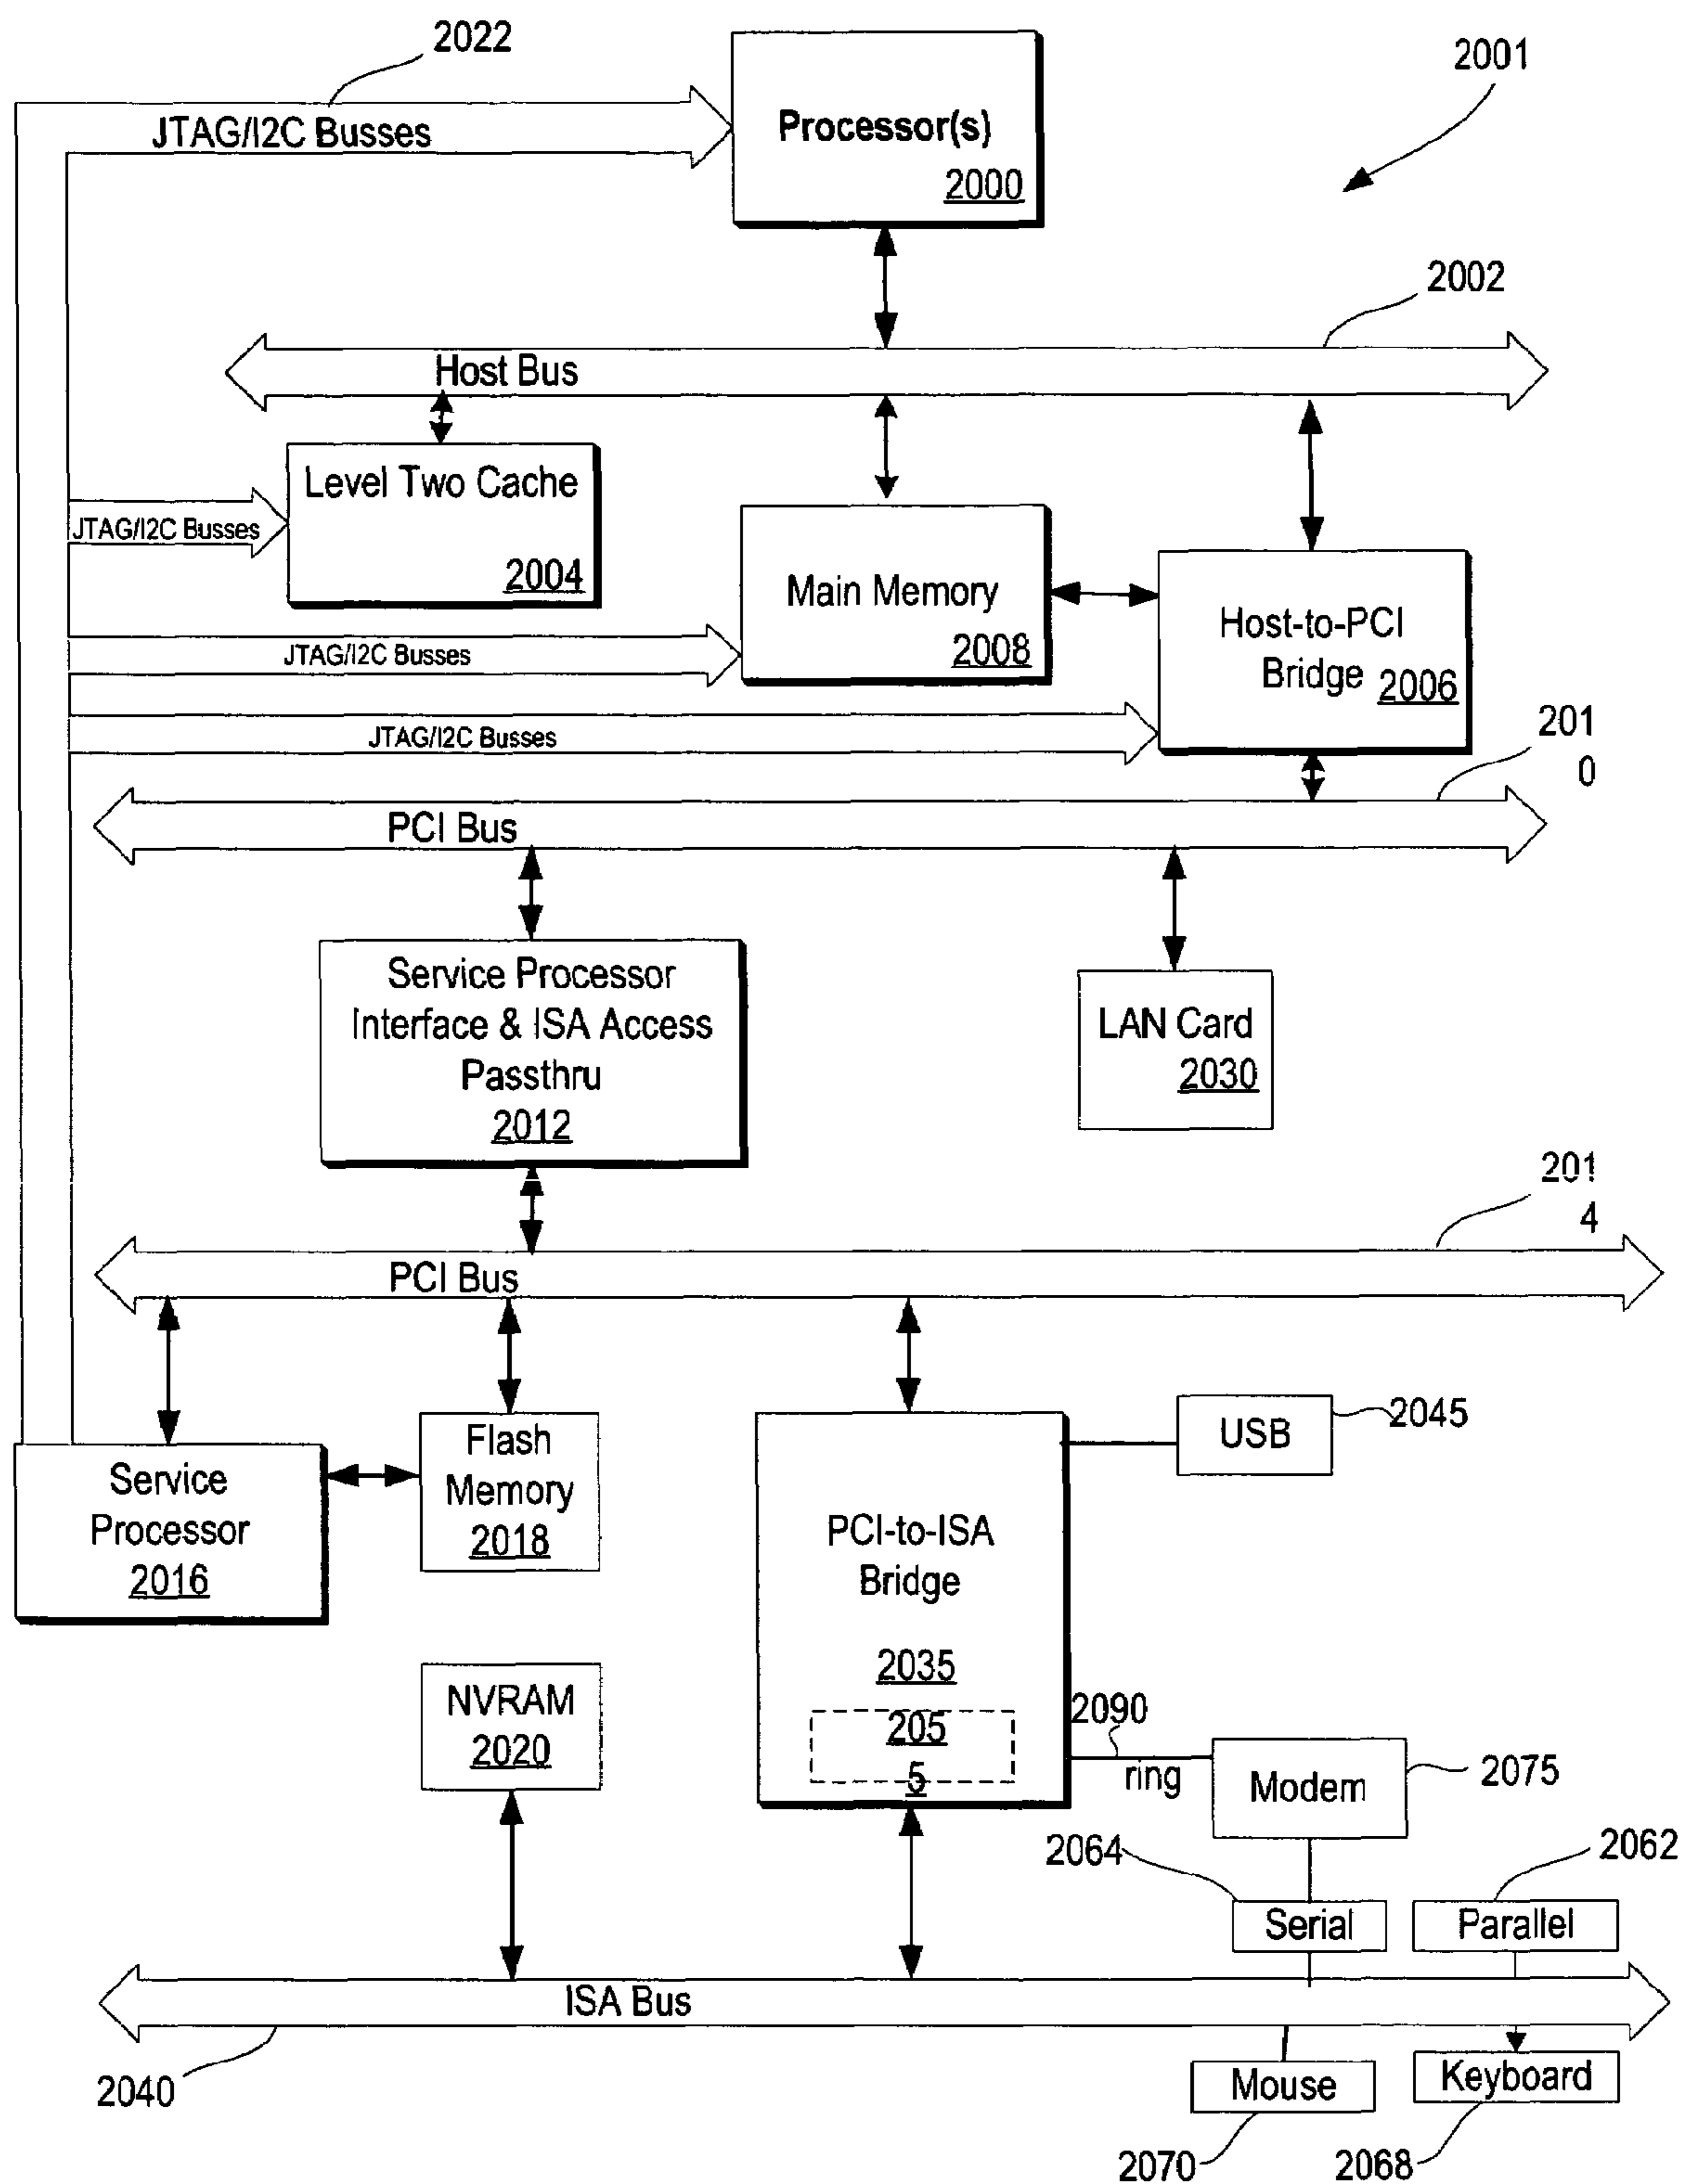 2022
2001
JTAG/I2C Busses
Processor(s)
2000
2002
Host Bus
Level Two Cache
2004
JTAG/I2C Busses
Main Memory
2008
Host-to-PCI
Bridge 2006
JTAG/I2C Busses
JTAG/I2C Busses
201
0
PCI Bus
Service Processor
Interface & ISA Access
Passthru
2012
LAN Card
2030
201
4
PCI Bus
Service
Processor
2016
Flash
Memory
2018
PCI-to-ISA
Bridge
2035
205
5
USB
2045
NVRAM
2020
2090
ring
Modem
2075
2064
2062
Serial
Parallel
ISA Bus
2040
Mouse
Keyboard
2070
2068